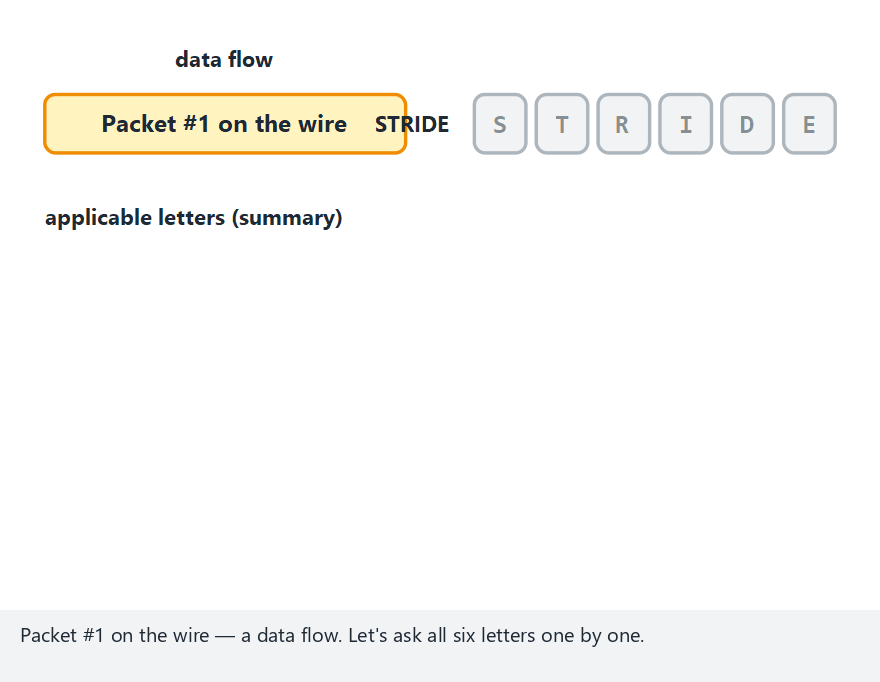 data flow
Packet #1 on the wire STRIDE S T R I D E
applicable letters (summary)
Packet #1 on the wire — a data flow. Let's ask all six letters one by one.